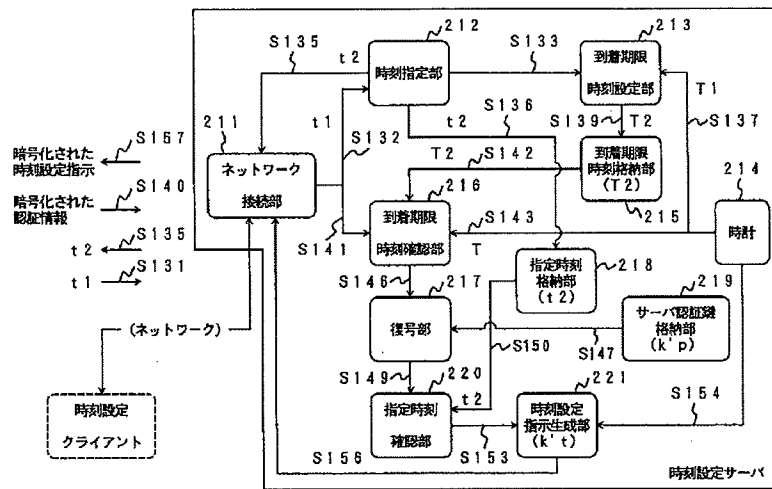 212
213
S135
S133
t2
時刻指定部
到着期限
時刻設定部
S136
T1
211
t1
S132
t2
S139
T2
S137
S157
暗号化された
時刻設定指示
ネットワーク
接続部
T2
S142
到着期限
時刻格納部
(T2)
214
S140
暗号化された
認証情報
216
215
到着期限
時刻確認部
S143
時計
S135
t2
S141
T
S131
t1
S146
217
指定時刻
格納部
(t2)
218
219
(ネットワーク)
復号部
サーバ認証鍵
格納部
(k'p)
S150
S147
S149
220
221
S154
時刻設定
クライアント
t2
指定時刻
確認部
時刻設定
指示生成部
(k't)
S156
S153
時刻設定サーバ